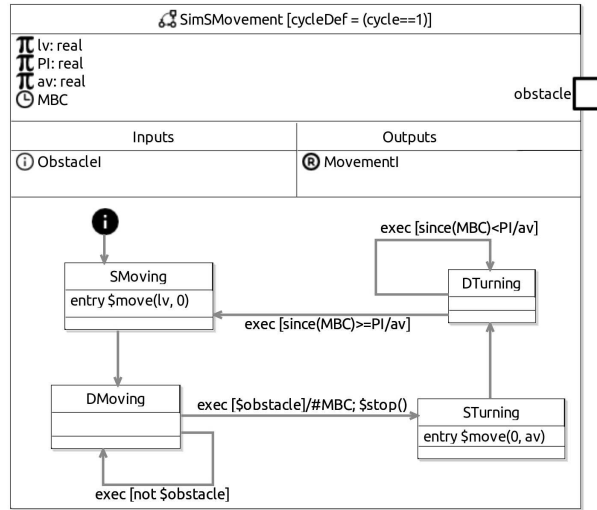 SimSMovement [cycleDef = (cycle==1)]
π lv: real
π PI: real
π av: real
MBC
obstacle
Inputs
Outputs
i ObstacleI
R MovementI
i
exec [since(MBC)<PI/av]
SMoving
entry $move(lv, 0)
DTurning
exec [since(MBC)>=PI/av]
DMoving
exec [$obstacle]/#MBC; $stop()
STurning
entry $move(0, av)
exec [not $obstacle]